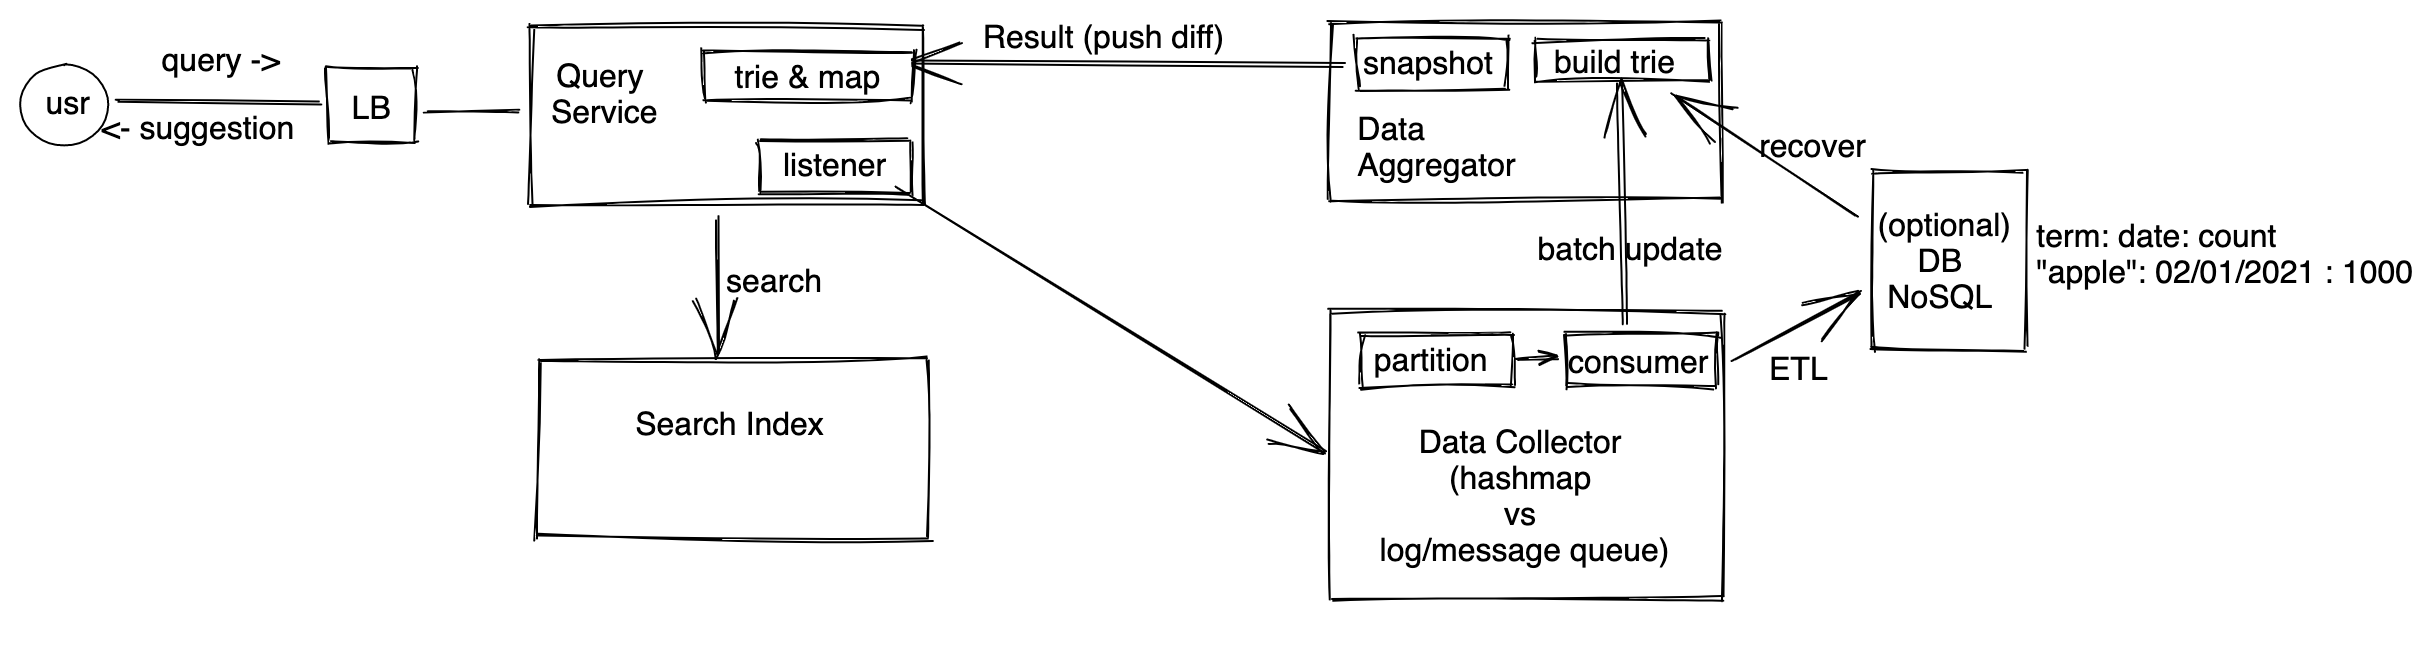 usr
query ->
<- suggestion
LB
Query
Service
trie & map
listener
Result (push diff)
snapshot
build trie
Data
Aggregator
recover
batch update
search
Search Index
partition
consumer
Data Collector
(hashmap
vs
log/message queue)
ETL
(optional)
DB
NoSQL
term: date: count
"apple": 02/01/2021 : 1000